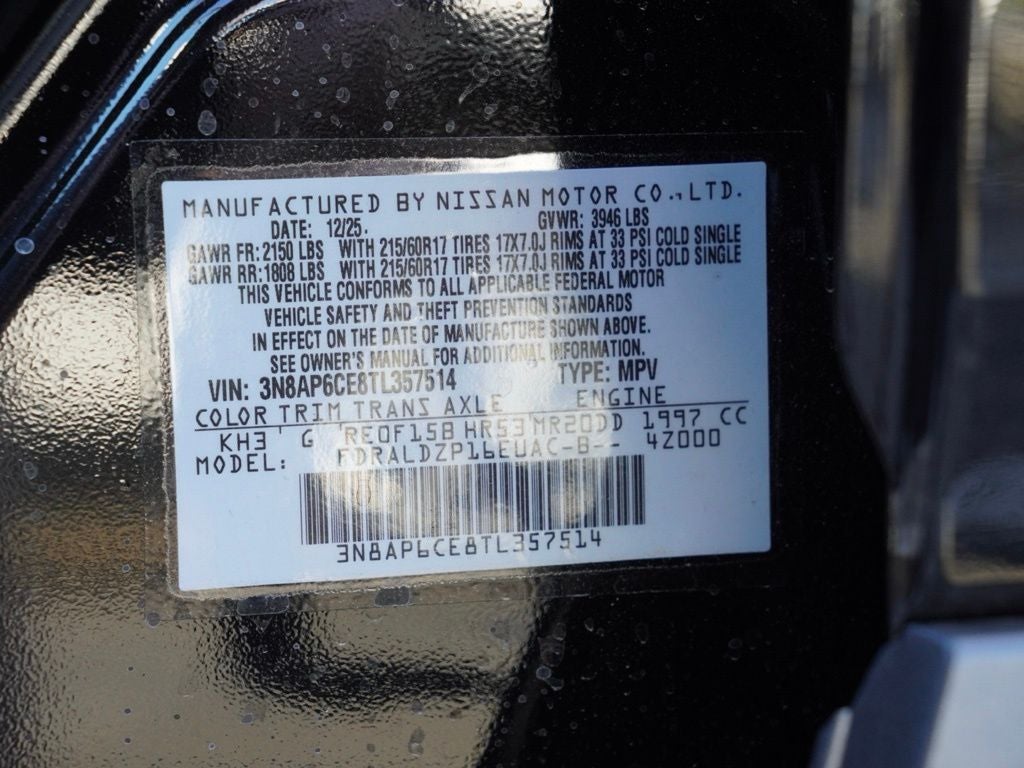 MANUFACTURED BY NISSAN MOTOR CO.,LTD.
DATE: 12/25. GVWR: 3946 LBS
GAWR FR: 2150 LBS WITH 215/60R17 TIRES 17X7.0J RIMS AT 33 PSI COLD SINGLE
GAWR RR: 1808 LBS WITH 215/60R17 TIRES 17X7.0J RIMS AT 33 PSI COLD SINGLE
THIS VEHICLE CONFORMS TO ALL APPLICABLE FEDERAL MOTOR
VEHICLE SAFETY AND THEFT PREVENTION STANDARDS
IN EFFECT ON THE DATE OF MANUFACTURE SHOWN ABOVE.
SEE OWNER'S MANUAL FOR ADDITIONAL INFORMATION.
VIN: 3N8AP6CE8TL357514 TYPE: MPV
COLOR TRIM TRANS AXLE ENGINE
KH3 G RE0F15B HR53 MR20DD 1997 CC
MODEL: FDRALDZP16EUAC-B-- 4Z000
3N8AP6CE8TL357514